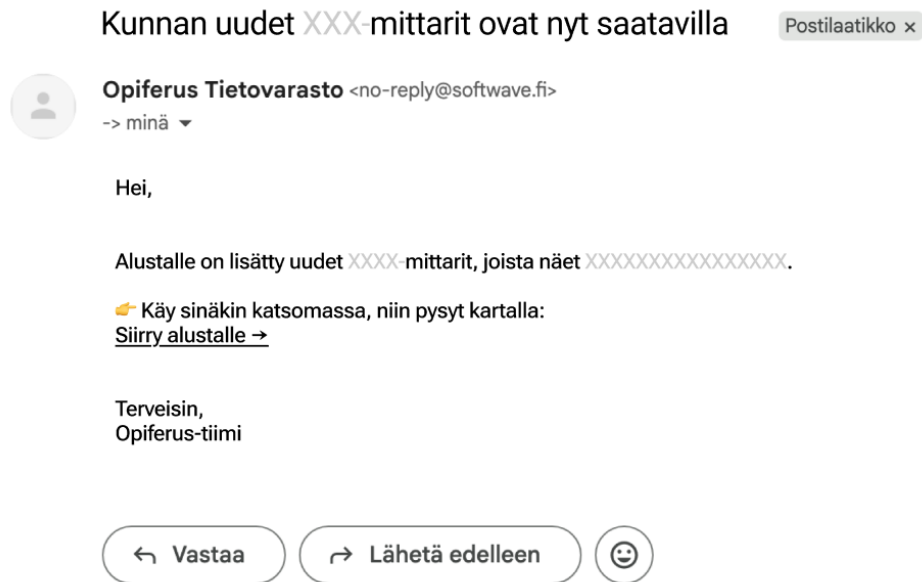 Kunnan uudet XXX-mittarit ovat nyt saatavilla
Postilaatikko ×
Opiferus Tietovarasto <no-reply@softwave.fi>
-> minä
Hei,
Alustalle on lisätty uudet XXXX-mittarit, joista näet XXXXXXXXXXXXXXXX.
👉 Käy sinäkin katsomassa, niin pysyt kartalla:
Siirry alustalle →
Terveisin,
Opiferus-tiimi
Vastaa
Lähetä edelleen